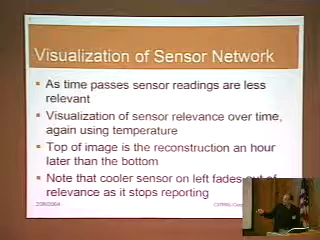 Visualization of Sensor Network
As time passes sensor readings are less
relevant
Visualization of sensor relevance over time,
again using temperature
Top of image is the reconstruction an hour
later than the bottom
Note that cooler sensor on left fades out of
relevance as it stops reporting